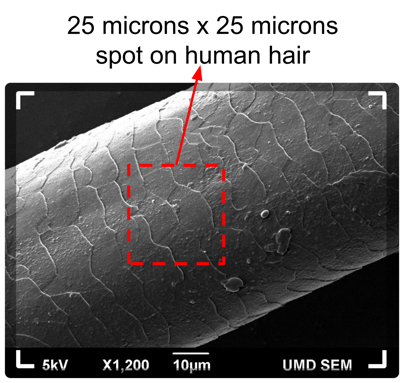 25 microns x 25 microns
spot on human hair
5kV X1,200 10µm UMD SEM